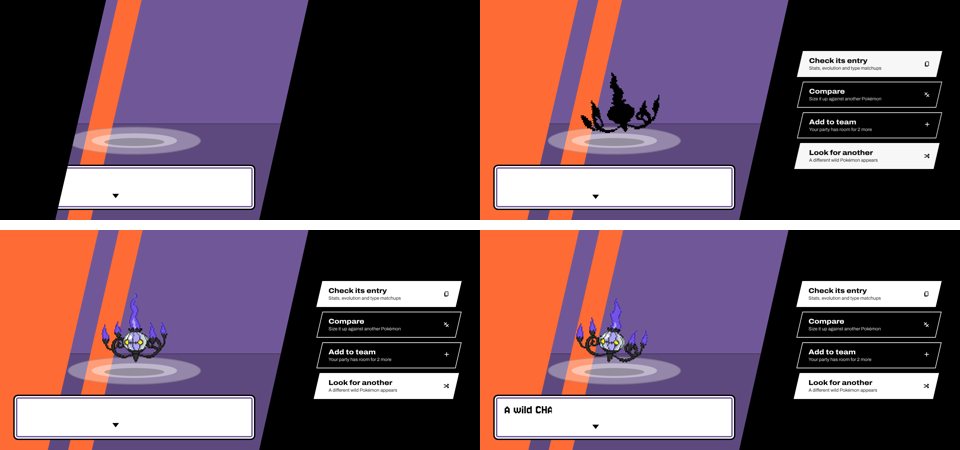 Check its entry
Stats, evolution and type matchups
Compare
Size it up against another Pokémon
Add to team
Your party has room for 2 more
Look for another
A different wild Pokémon appears
Check its entry
Stats, evolution and type matchups
Compare
Size it up against another Pokémon
Add to team
Your party has room for 2 more
Look for another
A different wild Pokémon appears
A wild CHA
Check its entry
Stats, evolution and type matchups
Compare
Size it up against another Pokémon
Add to team
Your party has room for 2 more
Look for another
A different wild Pokémon appears